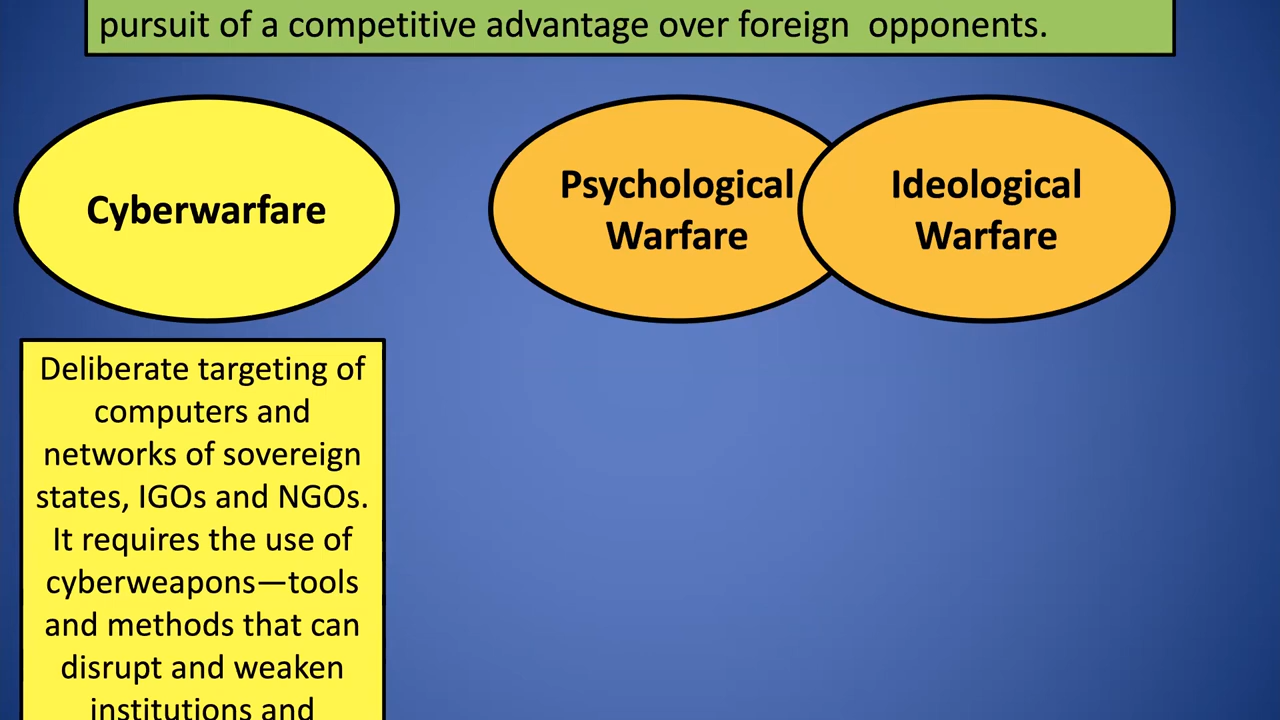 pursuit of a competitive advantage over foreign opponents.
Cyberwarfare
Psychological
Warfare
Ideological
Warfare
Deliberate targeting of
computers and
networks of sovereign
states, IGOs and NGOs.
It requires the use of
cyberweapons—tools
and methods that can
disrupt and weaken
institutions and